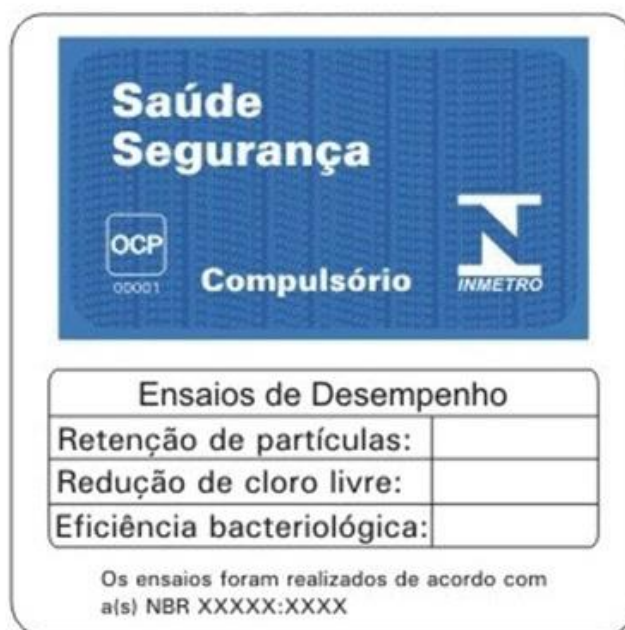 Saúde
Segurança
OCP
00001
Compulsório
INMETRO
Ensaios de Desempenho
Retenção de partículas:
Redução de cloro livre:
Eficiência bacteriológica:
Os ensaios foram realizados de acordo com
a(s) NBR XXXXX:XXXX